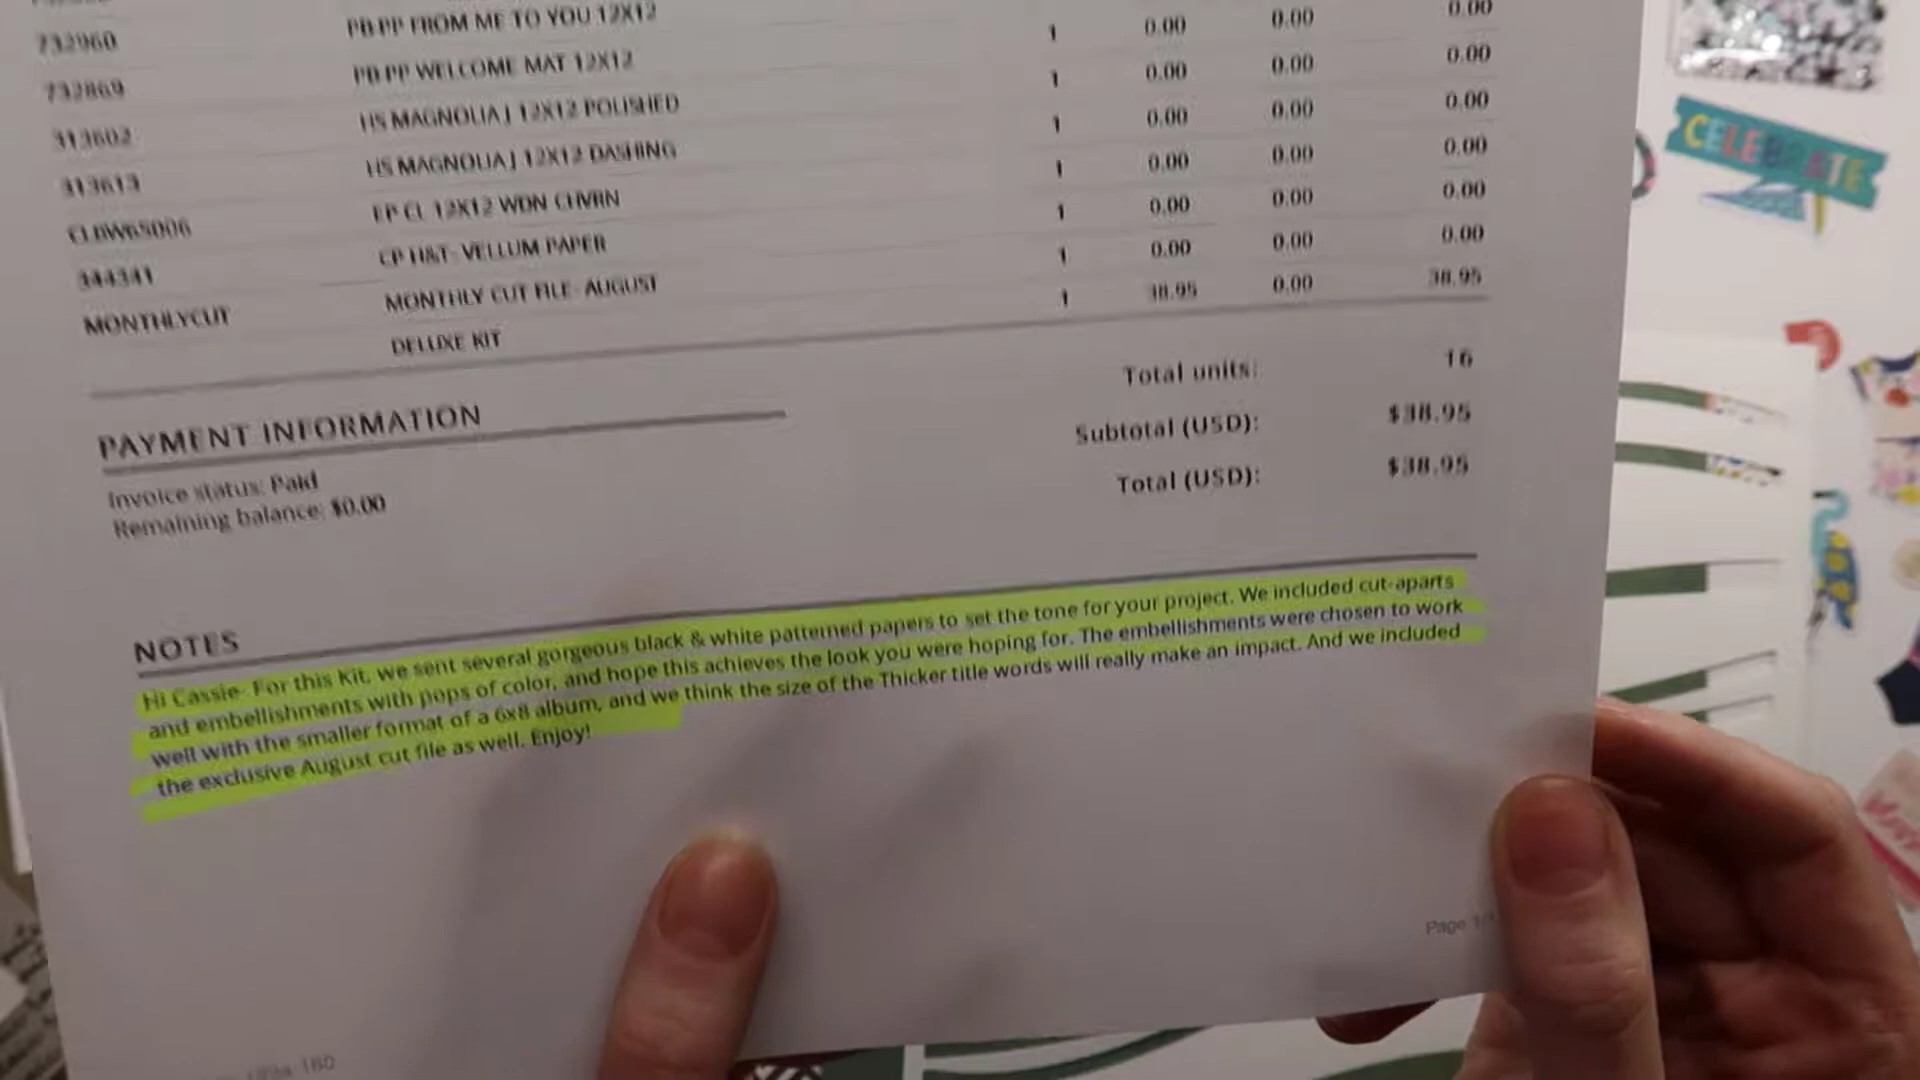 732960 PB PP FROM ME TO YOU 12X12 1 0.00 0.00 0.00
732869 PB PP WELCOME MAT 12X12 1 0.00 0.00 0.00
313602 HS MAGNOLIA J 12X12 POLISHED 1 0.00 0.00 0.00
313613 HS MAGNOLIA J 12X12 DASHING 1 0.00 0.00 0.00
EP CL 12X12 WDN CHVRN 1 0.00 0.00 0.00
344341 CP H&T- VELLUM PAPER 1 0.00 0.00 0.00
MONTHLYCUT MONTHLY CUT FILE- AUGUST 1 38.95 0.00 38.95
DELUXE KIT
Total units: 16
PAYMENT INFORMATION
Subtotal (USD): $38.95
Invoice status: Paid
Total (USD): $38.95
Remaining balance: $0.00
NOTES
Hi Cassie- For this Kit, we sent several gorgeous black & white patterned papers to set the tone for your project. We included cut-aparts
and embellishments with pops of color, and hope this achieves the look you were hoping for. The embellishments were chosen to work
well with the smaller format of a 6x8 album, and we think the size of the Thicker title words will really make an impact. And we included
the exclusive August cut file as well. Enjoy!
Page
180
CELEBRATE